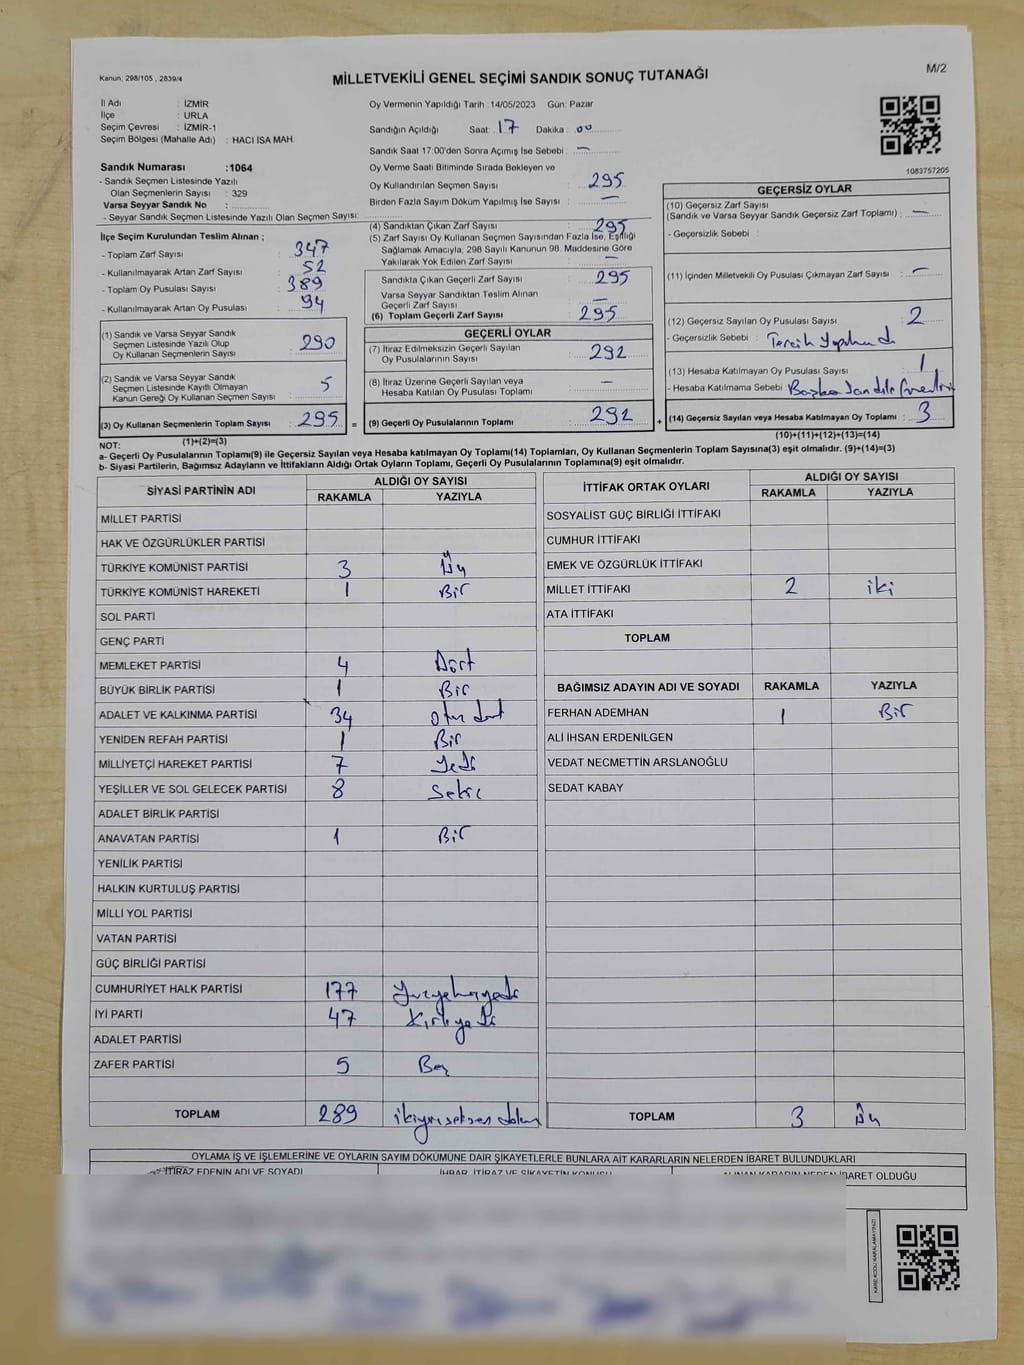 Kanun; 298/105 , 2839/4
MİLLETVEKİLİ GENEL SEÇİMİ SANDIK SONUÇ TUTANAĞI
M/2
İl Adı : İZMİR
İlçe : URLA
Seçim Çevresi : İZMİR-1
Seçim Bölgesi (Mahalle Adı) : HACI İSA MAH.
Sandık Numarası :1064
- Sandık Seçmen Listesinde Yazılı
Olan Seçmenlerin Sayısı : 329
Varsa Seyyar Sandık No :
- Seyyar Sandık Seçmen Listesinde Yazılı Olan Seçmen Sayısı:
İlçe Seçim Kurulundan Teslim Alınan ;
- Toplam Zarf Sayısı : 347
- Kullanılmayarak Artan Zarf Sayısı : 52
- Toplam Oy Pusulası Sayısı : 389
- Kullanılmayarak Artan Oy Pusulası : 94
(1) Sandık ve Varsa Seyyar Sandık
Seçmen Listesinde Yazılı Olup
Oy Kullanan Seçmenlerin Sayısı : 290
(2) Sandık ve Varsa Seyyar Sandık
Seçmen Listesinde Kayıtlı Olmayan
Kanun Gereği Oy Kullanan Seçmen Sayısı : 5
(3) Oy Kullanan Seçmenlerin Toplam Sayısı : 295
(1)+(2)=(3)
Oy Vermenin Yapıldığı Tarih :14/05/2023 Gün: Pazar
Sandığın Açıldığı Saat: 17 Dakika : 00
Sandık Saat 17:00'den Sonra Açımış İse Sebebi : —
Oy Verme Saati Bitiminde Sırada Bekleyen ve
Oy Kullandırılan Seçmen Sayısı : 295
Birden Fazla Sayım Döküm Yapılmış İse Sayısı : —
(4) Sandıktan Çıkan Zarf Sayısı : 295
(5) Zarf Sayısı Oy Kullanan Seçmen Sayısından Fazla İse, Eşitliği
Sağlamak Amacıyla; 298 Sayılı Kanunun 98. Maddesine Göre
Yakılarak Yok Edilen Zarf Sayısı : —
Sandıkta Çıkan Geçerli Zarf Sayısı : 295
Varsa Seyyar Sandıktan Teslim Alınan
Geçerli Zarf Sayısı : —
(6) Toplam Geçerli Zarf Sayısı : 295
GEÇERLİ OYLAR
(7) İtiraz Edilmeksizin Geçerli Sayılan
Oy Pusulalarının Sayısı : 292
(8) İtiraz Üzerine Geçerli Sayılan veya
Hesaba Katılan Oy Pusulası Toplamı : —
= (9) Geçerli Oy Pusulalarının Toplamı : 292
1083757205
GEÇERSİZ OYLAR
(10) Geçersiz Zarf Sayısı
(Sandık ve Varsa Seyyar Sandık Geçersiz Zarf Toplamı) : —
- Geçersizlik Sebebi :
(11) İçinden Milletvekili Oy Pusulası Çıkmayan Zarf Sayısı : —
(12) Geçersiz Sayılan Oy Pusulası Sayısı : 2
- Geçersizlik Sebebi : Tercih
(13) Hesaba Katılmayan Oy Pusulası Sayısı : 1
- Hesaba Katılmama Sebebi : Başka
+ (14) Geçersiz Sayılan veya Hesaba Katılmayan Oy Toplamı : 3
(10)+(11)+(12)+(13)=(14)
NOT:
a- Geçerli Oy Pusulalarının Toplamı(9) ile Geçersiz Sayılan veya Hesaba katılmayan Oy Toplamı(14) Toplamları, Oy Kullanan Seçmenlerin Toplam Sayısına(3) eşit olmalıdır. (9)+(14)=(3)
b- Siyasi Partilerin, Bağımsız Adayların ve İttifakların Aldığı Ortak Oyların Toplamı, Geçerli Oy Pusulalarının Toplamına(9) eşit olmalıdır.
SİYASİ PARTİNİN ADI ALDIĞI OY SAYISI
RAKAMLA YAZIYLA
MİLLET PARTİSİ
HAK VE ÖZGÜRLÜKLER PARTİSİ
TÜRKİYE KOMÜNİST PARTİSİ 3 Üç
TÜRKİYE KOMÜNİST HAREKETİ 1 Bir
SOL PARTİ
GENÇ PARTİ
MEMLEKET PARTİSİ 4 Dört
BÜYÜK BİRLİK PARTİSİ 1 Bir
ADALET VE KALKINMA PARTİSİ 34 otuz dört
YENİDEN REFAH PARTİSİ 1 Bir
MİLLİYETÇİ HAREKET PARTİSİ 7 Yedi
YEŞİLLER VE SOL GELECEK PARTİSİ 8 Sekiz
ADALET BİRLİK PARTİSİ
ANAVATAN PARTİSİ 1 Bir
YENİLİK PARTİSİ
HALKIN KURTULUŞ PARTİSİ
MİLLİ YOL PARTİSİ
VATAN PARTİSİ
GÜÇ BİRLİĞİ PARTİSİ
CUMHURİYET HALK PARTİSİ 177 Yüzyetmişyedi
İYİ PARTİ 47 Kırkyedi
ADALET PARTİSİ
ZAFER PARTİSİ 5 Beş
TOPLAM 289 ikiyüzseksendokuz
İTTİFAK ORTAK OYLARI ALDIĞI OY SAYISI
RAKAMLA YAZIYLA
SOSYALİST GÜÇ BİRLİĞİ İTTİFAKI
CUMHUR İTTİFAKI
EMEK VE ÖZGÜRLÜK İTTİFAKI
MİLLET İTTİFAKI 2 iki
ATA İTTİFAKI
TOPLAM
BAĞIMSIZ ADAYIN ADI VE SOYADI RAKAMLA YAZIYLA
FERHAN ADEMHAN 1 Bir
ALİ İHSAN ERDENİLGEN
VEDAT NECMETTİN ARSLANOĞLU
SEDAT KABAY
TOPLAM 3 Üç
OYLAMA İŞ VE İŞLEMLERİNE VE OYLARIN SAYIM DÖKÜMÜNE DAİR ŞİKAYETLERLE BUNLARA AİT KARARLARIN NELERDEN İBARET BULUNDUKLARI
İTİRAZ EDENİN ADI VE SOYADI İHBAR, İTİRAZ VE ŞİKAYETİN KONUSU ALINAN KARARIN NEDEN İBARET OLDUĞU